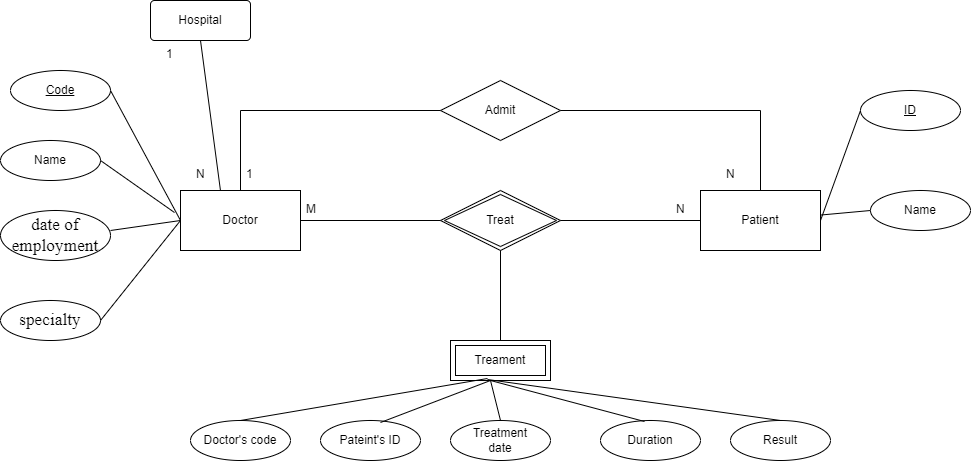 Hospital
1
Code
Admit
ID
Name
N
1
N
Doctor
M
Treat
N
Patient
Name
date of
employment
specialty
Treament
Doctor's code
Pateint's ID
Treatment
date
Duration
Result